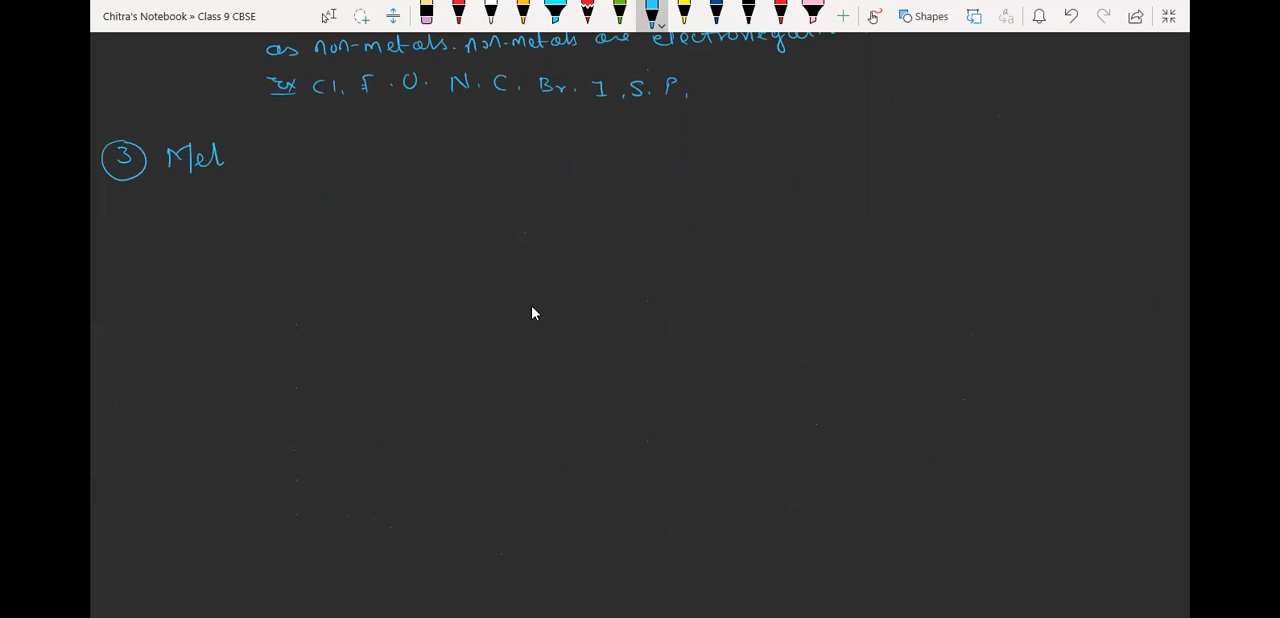 Chitra's Notebook » Class 9 CBSE
Shapes
as non-metals. non-metals are
Ex Cl. F. O. N. C. Br. I. S. P.
3 Met